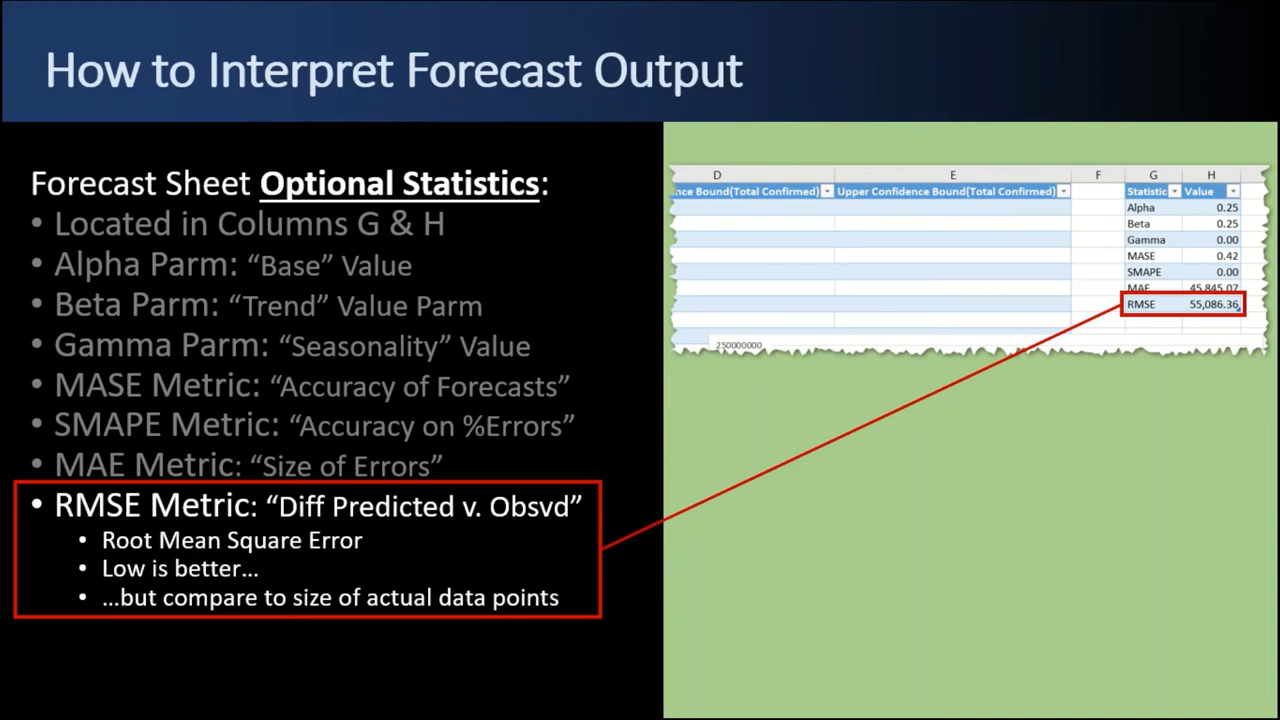 How to Interpret Forecast Output
Forecast Sheet Optional Statistics:
• Located in Columns G & H
• Alpha Parm: “Base” Value
• Beta Parm: “Trend” Value Parm
• Gamma Parm: “Seasonality” Value
• MASE Metric: “Accuracy of Forecasts”
• SMAPE Metric: “Accuracy on %Errors”
• MAE Metric: “Size of Errors”
• RMSE Metric: “Diff Predicted v. Obsvd”
• Root Mean Square Error
• Low is better…
• …but compare to size of actual data points
D E F G H
nce Bound(Total Confirmed) Upper Confidence Bound(Total Confirmed) Statistic Value
Alpha 0.25
Beta 0.25
Gamma 0.00
MASE 0.42
SMAPE 0.00
MAE 45,845.07
RMSE 55,086.36
250000000